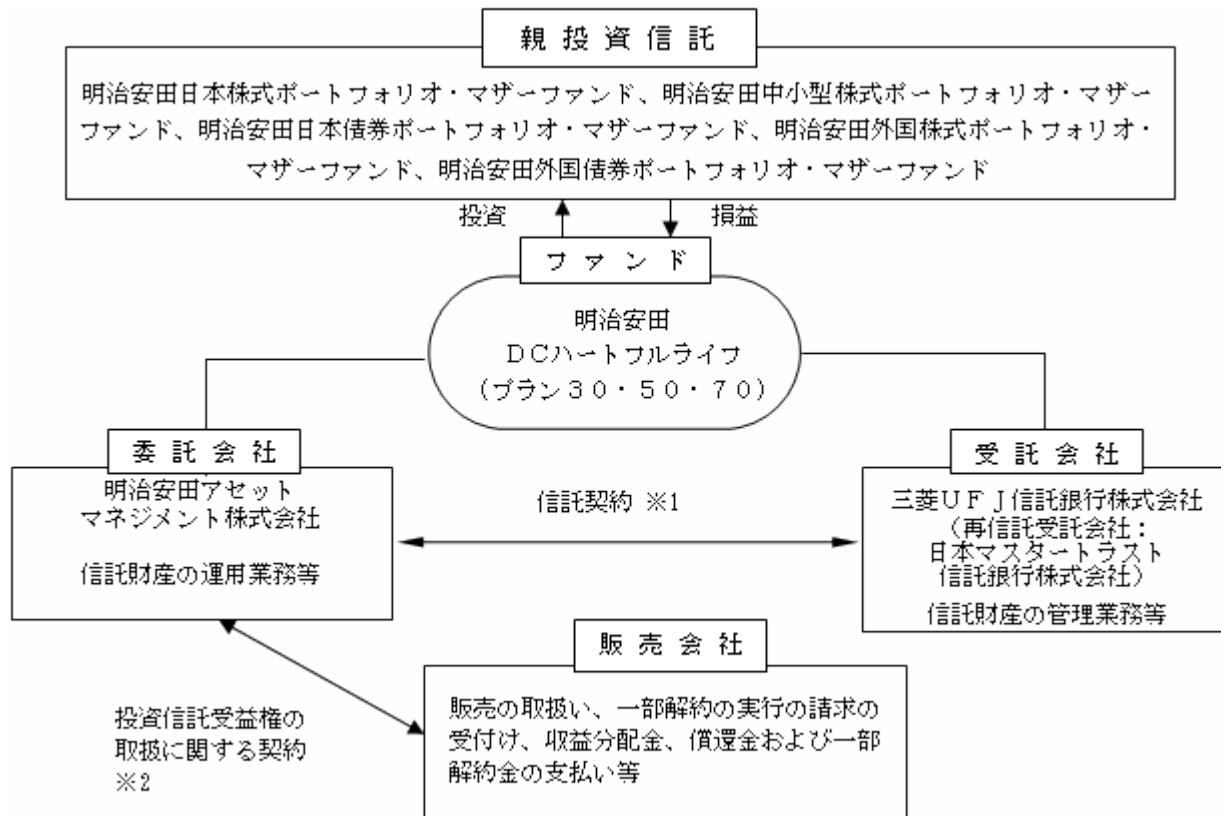 親投資信託
明治安田日本株式ポートフォリオ・マザーファンド、明治安田中小型株式ポートフォリオ・マザー
ファンド、明治安田日本債券ポートフォリオ・マザーファンド、明治安田外国株式ポートフォリオ・
マザーファンド、明治安田外国債券ポートフォリオ・マザーファンド
投資
損益
ファンド
明治安田
ＤＣハートフルライフ
（プラン３０・５０・７０）
委託会社
明治安田アセット
マネジメント株式会社
信託財産の運用業務等
信託契約 ※1
受託会社
三菱ＵＦＪ信託銀行株式会社
（再信託受託会社：
日本マスタートラスト
信託銀行株式会社）
信託財産の管理業務等
販売会社
販売の取扱い、一部解約の実行の請求の
受付け、収益分配金、償還金および一部
解約金の支払い等
投資信託受益権の
取扱に関する契約
※2